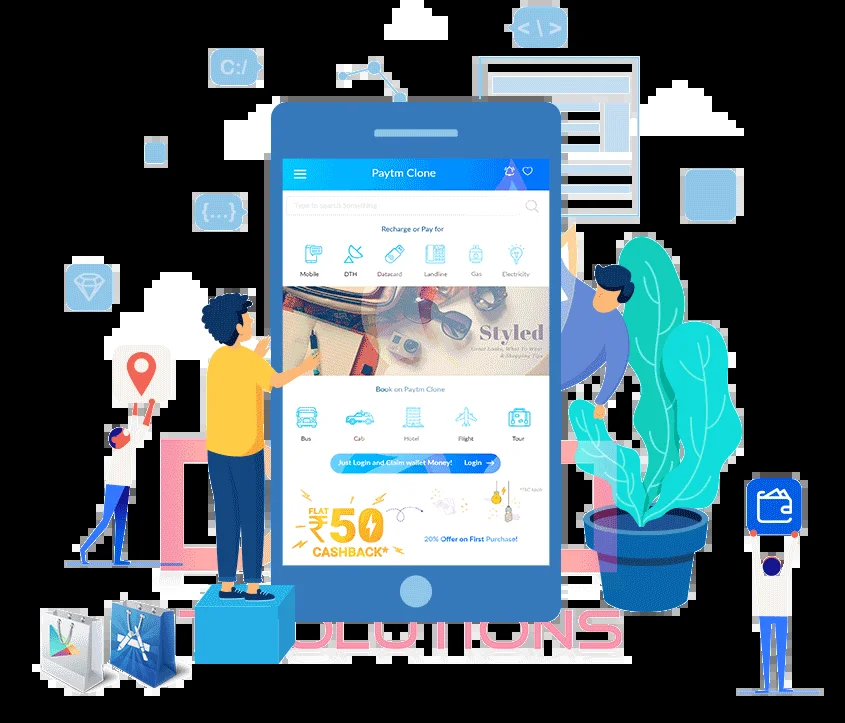 <\>
C:/
Paytm Clone
Type to search Something
{...}
Recharge or Pay for
Mobile DTH Datacard Landline Gas Electricity
Styled
Great Looks, What To Wear
& Shopping Tips
Book on Paytm Clone
Bus Cab Hotel Flight Tour
Just Login and Claim wallet Money! Login →
FLAT
₹50
CASHBACK*
*T&C Apply
20% Offer on First Purchase!
OLUTIONS